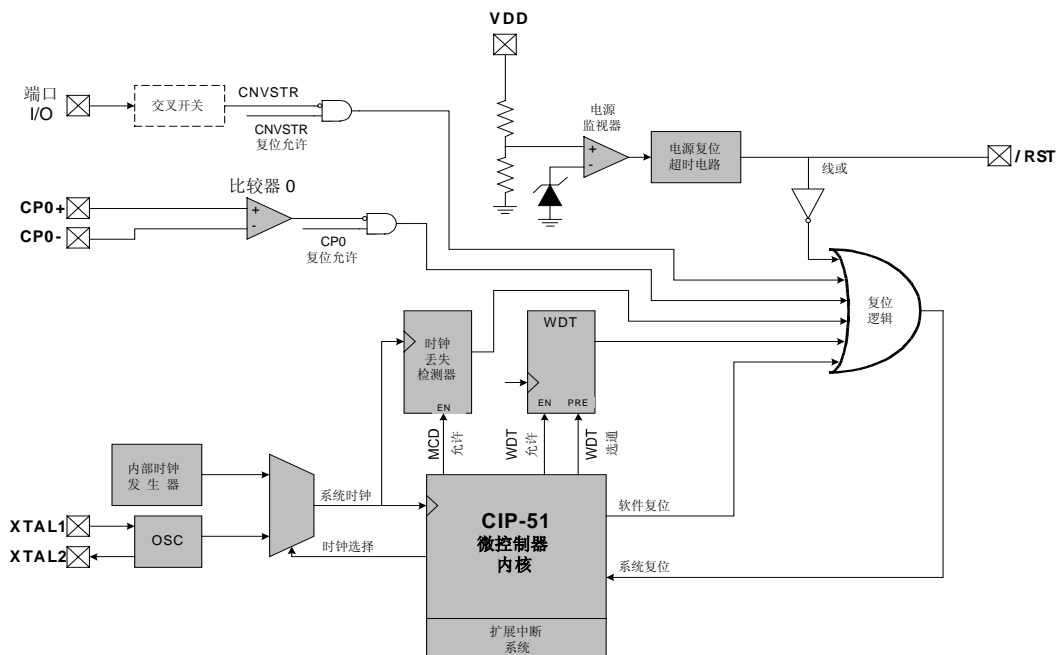 VDD
端口
I/O
交叉开关
CNVSTR
CNVSTR
复位允许
电源
监视器
+
-
电源复位
超时电路
线或
/RST
比较器 0
CP0+
CP0-
+
-
CP0
复位允许
复位
逻辑
时钟
丢失
检测器
EN
WDT
EN PRE
MCD
允许
WDT
允许
WDT
选通
内部时钟
发 生 器
系统时钟
XTAL1
XTAL2
OSC
时钟选择
CIP-51
微控制器
内核
软件复位
系统复位
扩展中断
系统